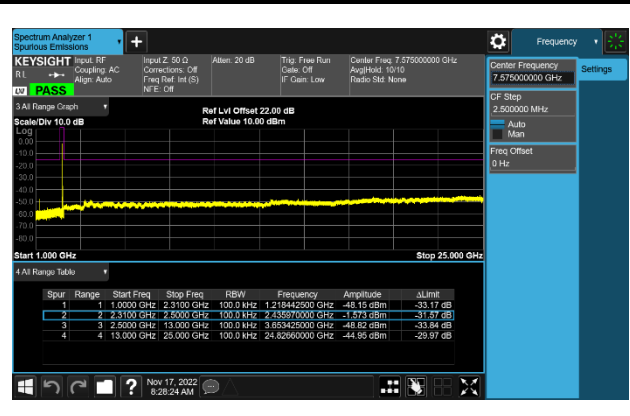 Spectrum Analyzer 1
Spurious Emissions
Frequency
KEYSIGHT Input: RF
RL
Coupling: AC
Align: Auto
Input Z: 50 Ω
Corrections: Off
Freq Ref: Int (S)
NFE: Off
Atten: 20 dB
Trig: Free Run
Gate: Off
IF Gain: Low
Center Freq: 7.575000000 GHz
Avg|Hold: 10/10
Radio Std: None
LV PASS
Center Frequency
7.575000000 GHz
Settings
CF Step
2.500000 MHz
Auto
Man
Freq Offset
0 Hz
3 All Range Graph
Scale/Div 10.0 dB
Ref Lvl Offset 22.00 dB
Ref Value 10.00 dBm
Log
0.00
-10.0
-20.0
-30.0
-40.0
-50.0
-60.0
-70.0
-80.0
Start 1.000 GHz
Stop 25.000 GHz
4 All Range Table
Spur Range Start Freq Stop Freq RBW Frequency Amplitude ΔLimit
1 1 1.0000 GHz 2.3100 GHz 100.0 kHz 1.218442500 GHz -48.15 dBm -33.17 dB
2 2 2.3100 GHz 2.5000 GHz 100.0 kHz 2.435970000 GHz -1.573 dBm -31.57 dB
3 3 2.5000 GHz 13.000 GHz 100.0 kHz 3.653425000 GHz -48.82 dBm -33.84 dB
4 4 13.000 GHz 25.000 GHz 100.0 kHz 24.82660000 GHz -44.95 dBm -29.97 dB
Nov 17, 2022
8:28:24 AM